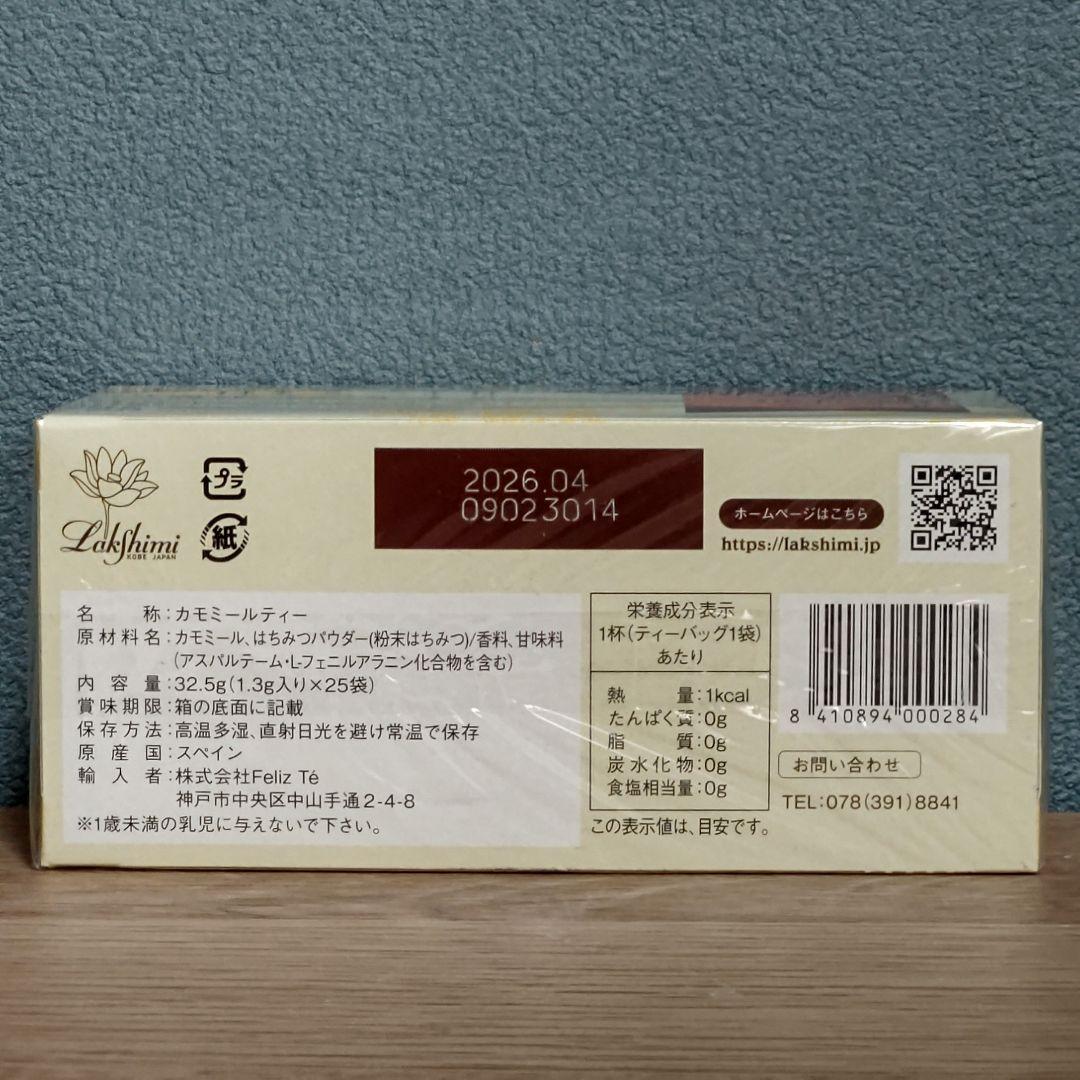 Lakshimi
KOBE JAPAN
プラ
紙
2026.04
09023014
ホームページはこちら
https://lakshimi.jp
名称:カモミールティー
原材料名:カモミール、はちみつパウダー(粉末はちみつ)/香料、甘味料
(アスパルテーム・L-フェニルアラニン化合物を含む)
内容量:32.5g(1.3g入り×25袋)
賞味期限:箱の底面に記載
保存方法:高温多湿、直射日光を避け常温で保存
原産国:スペイン
輸入者:株式会社Feliz Té
神戸市中央区中山手通2-4-8
※1歳未満の乳児に与えないで下さい。
栄養成分表示
1杯(ティーバッグ1袋)
あたり
熱量:1kcal
たんぱく質:0g
脂質:0g
炭水化物:0g
食塩相当量:0g
この表示値は、目安です。
8 410894 000284
お問い合わせ
TEL:078(391)8841